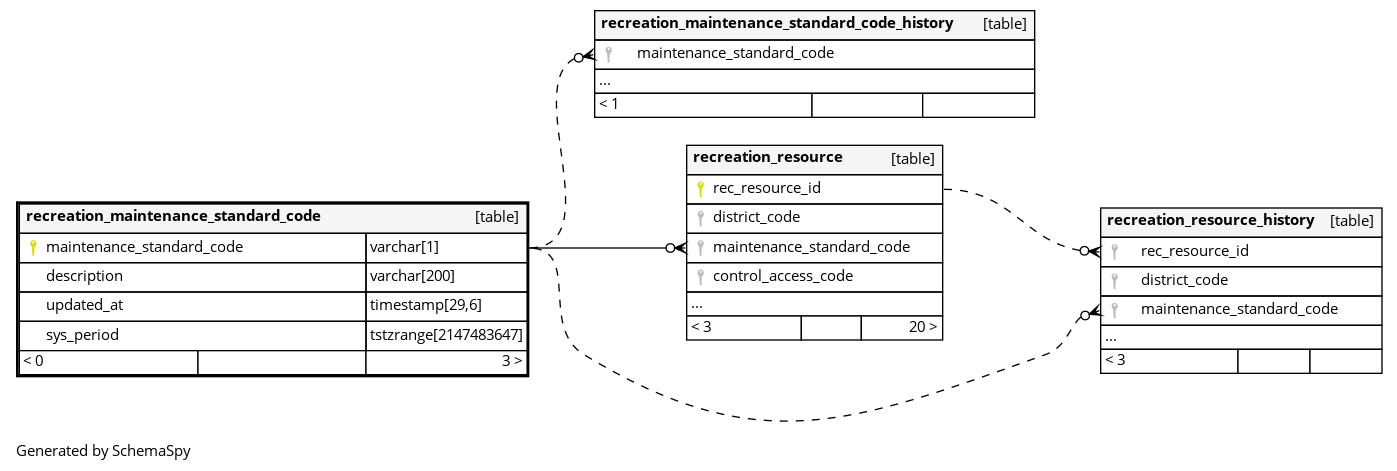 recreation_maintenance_standard_code_history [table]
maintenance_standard_code
...
< 1
recreation_resource [table]
rec_resource_id
district_code
maintenance_standard_code
control_access_code
...
< 3 20 >
recreation_maintenance_standard_code [table]
maintenance_standard_code varchar[1]
description varchar[200]
updated_at timestamp[29,6]
sys_period tstzrange[2147483647]
< 0 3 >
recreation_resource_history [table]
rec_resource_id
district_code
maintenance_standard_code
...
< 3
Generated by SchemaSpy